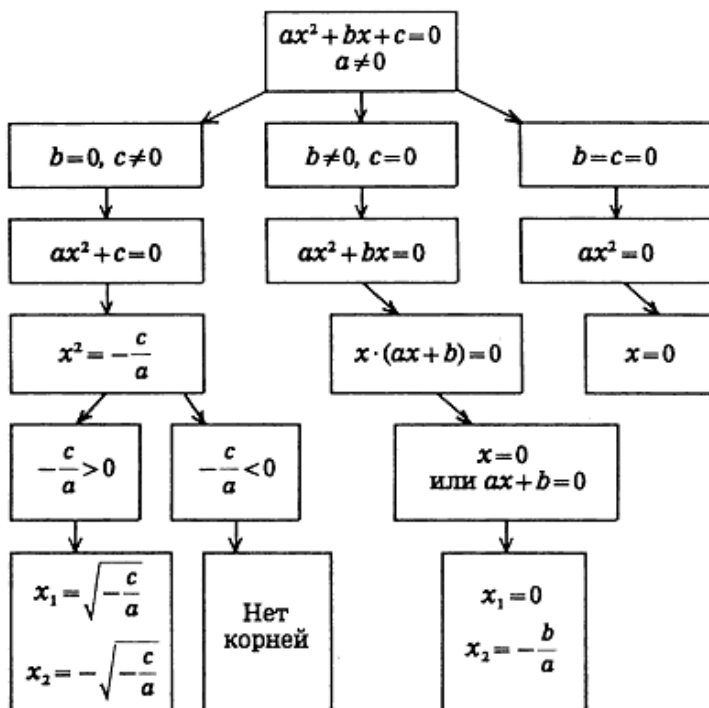 ax² + bx + c = 0
a ≠ 0
b = 0, c ≠ 0
b ≠ 0, c = 0
b = c = 0
ax² + c = 0
ax² + bx = 0
ax² = 0
x² = −c/a
x · (ax + b) = 0
x = 0
−c/a > 0
−c/a < 0
x = 0
или ax + b = 0
x₁ = √(−c/a)
x₂ = −√(−c/a)
Нет
корней
x₁ = 0
x₂ = −b/a